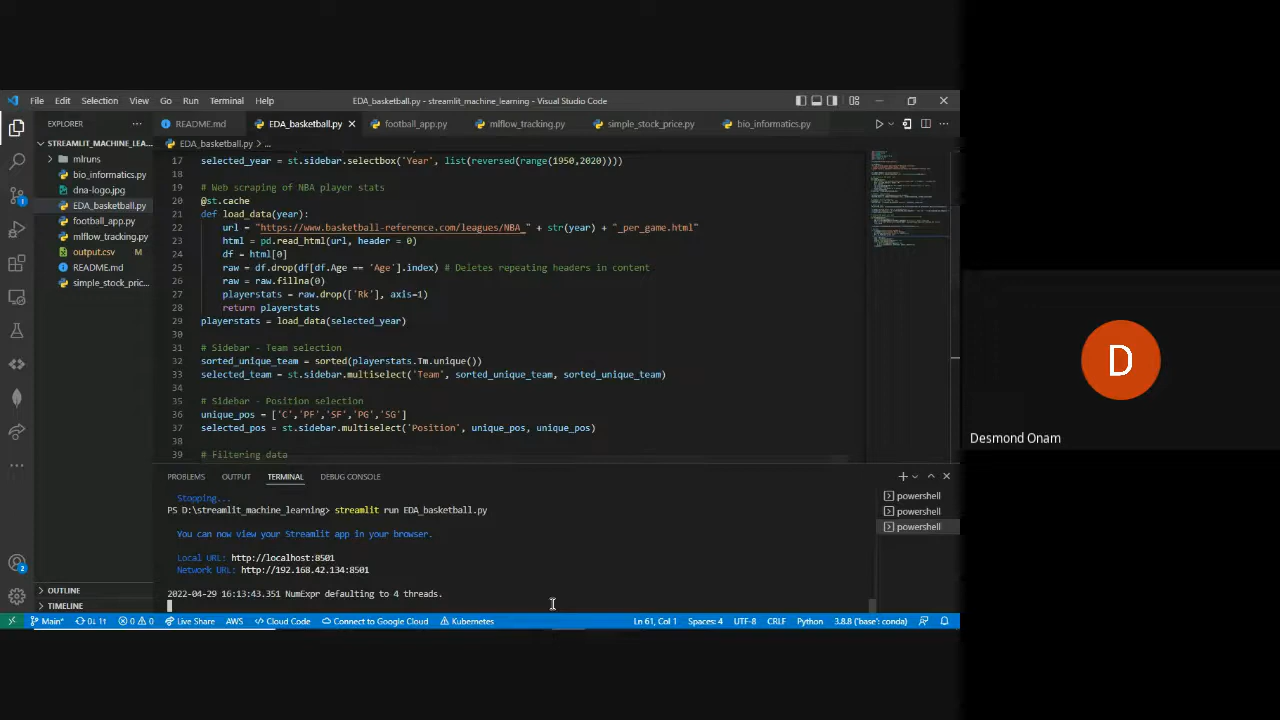 File Edit Selection View Go Run Terminal Help
EDA_basketball.py - streamlit_machine_learning - Visual Studio Code
EXPLORER
README.md
EDA_basketball.py
football_app.py
mlflow_tracking.py
simple_stock_price.py
bio_informatics.py
STREAMLIT_MACHINE_LEA...
mlruns
bio_informatics.py
dna-logo.jpg
EDA_basketball.py
football_app.py
mlflow_tracking.py
output.csv M
README.md
simple_stock_pric...
OUTLINE
TIMELINE
EDA_basketball.py > ...
17 selected_year = st.sidebar.selectbox('Year', list(reversed(range(1950,2020))))
18
19 # Web scraping of NBA player stats
20 @st.cache
21 def load_data(year):
22 url = "https://www.basketball-reference.com/leagues/NBA_" + str(year) + "_per_game.html"
23 html = pd.read_html(url, header = 0)
24 df = html[0]
25 raw = df.drop(df[df.Age == 'Age'].index) # Deletes repeating headers in content
26 raw = raw.fillna(0)
27 playerstats = raw.drop(['Rk'], axis=1)
28 return playerstats
29 playerstats = load_data(selected_year)
30
31 # Sidebar - Team selection
32 sorted_unique_team = sorted(playerstats.Tm.unique())
33 selected_team = st.sidebar.multiselect('Team', sorted_unique_team, sorted_unique_team)
34
35 # Sidebar - Position selection
36 unique_pos = ['C','PF','SF','PG','SG']
37 selected_pos = st.sidebar.multiselect('Position', unique_pos, unique_pos)
38
39 # Filtering data
PROBLEMS OUTPUT TERMINAL DEBUG CONSOLE
Stopping...
PS D:\streamlit_machine_learning> streamlit run EDA_basketball.py
You can now view your Streamlit app in your browser.
Local URL: http://localhost:8501
Network URL: http://192.168.42.134:8501
2022-04-29 16:13:43.351 NumExpr defaulting to 4 threads.
powershell
powershell
powershell
1
2
Main* 0↓ 1↑ 0 0 Live Share AWS Cloud Code Connect to Google Cloud Kubernetes
Ln 61, Col 1 Spaces: 4 UTF-8 CRLF Python 3.8.8 ('base': conda)
D
Desmond Onam